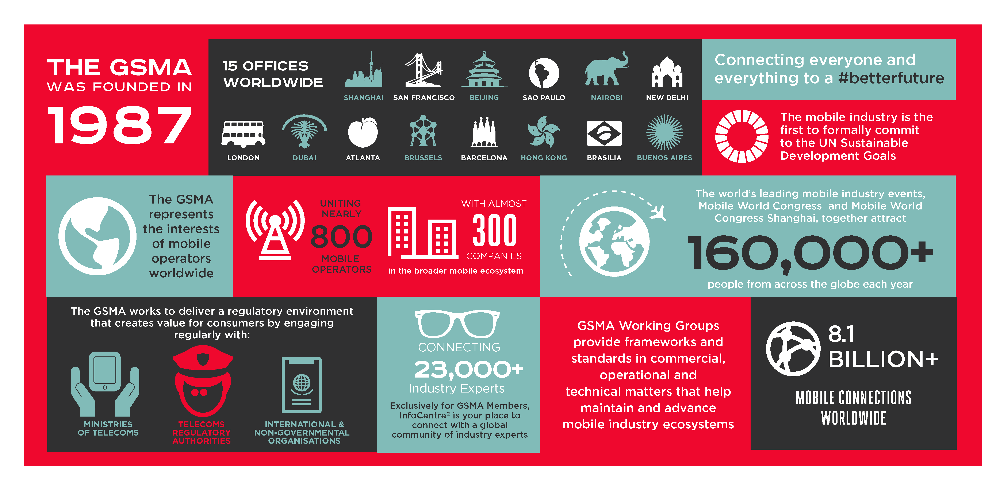 THE GSMA
WAS FOUNDED IN
1987
15 OFFICES
WORLDWIDE
SHANGHAI
SAN FRANCISCO
BEIJING
SAO PAULO
NAIROBI
NEW DELHI
LONDON
DUBAI
ATLANTA
BRUSSELS
BARCELONA
HONG KONG
BRASILIA
BUENOS AIRES
Connecting everyone and
everything to a #betterfuture
The mobile industry is the
first to formally commit
to the UN Sustainable
Development Goals
The GSMA
represents
the interests
of mobile
operators
worldwide
UNITING
NEARLY
800
MOBILE
OPERATORS
WITH ALMOST
300
COMPANIES
in the broader mobile ecosystem
The world's leading mobile industry events,
Mobile World Congress and Mobile World
Congress Shanghai, together attract
160,000+
people from across the globe each year
The GSMA works to deliver a regulatory environment
that creates value for consumers by engaging
regularly with:
MINISTRIES
OF TELECOMS
TELECOMS
REGULATORY
AUTHORITIES
INTERNATIONAL &
NON-GOVERNMENTAL
ORGANISATIONS
CONNECTING
23,000+
Industry Experts
Exclusively for GSMA Members,
InfoCentre² is your place to
connect with a global
community of industry experts
GSMA Working Groups
provide frameworks and
standards in commercial,
operational and
technical matters that help
maintain and advance
mobile industry ecosystems
8.1
BILLION+
MOBILE CONNECTIONS
WORLDWIDE